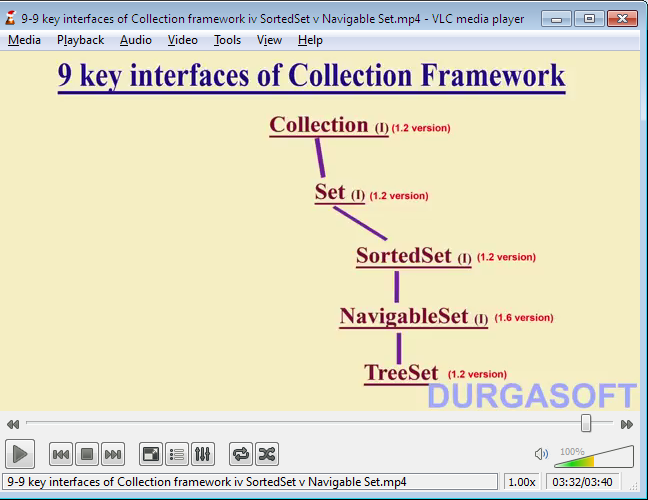 9-9 key interfaces of Collection framework iv SortedSet v Navigable Set.mp4 - VLC media player
Media Playback Audio Video Tools View Help
9 key interfaces of Collection Framework
Collection (I) (1.2 version)
Set (I) (1.2 version)
SortedSet (I) (1.2 version)
NavigableSet (I) (1.6 version)
TreeSet (1.2 version)
DURGASOFT
100%
9-9 key interfaces of Collection framework iv SortedSet v Navigable Set.mp4 1.00x 03:32/03:40